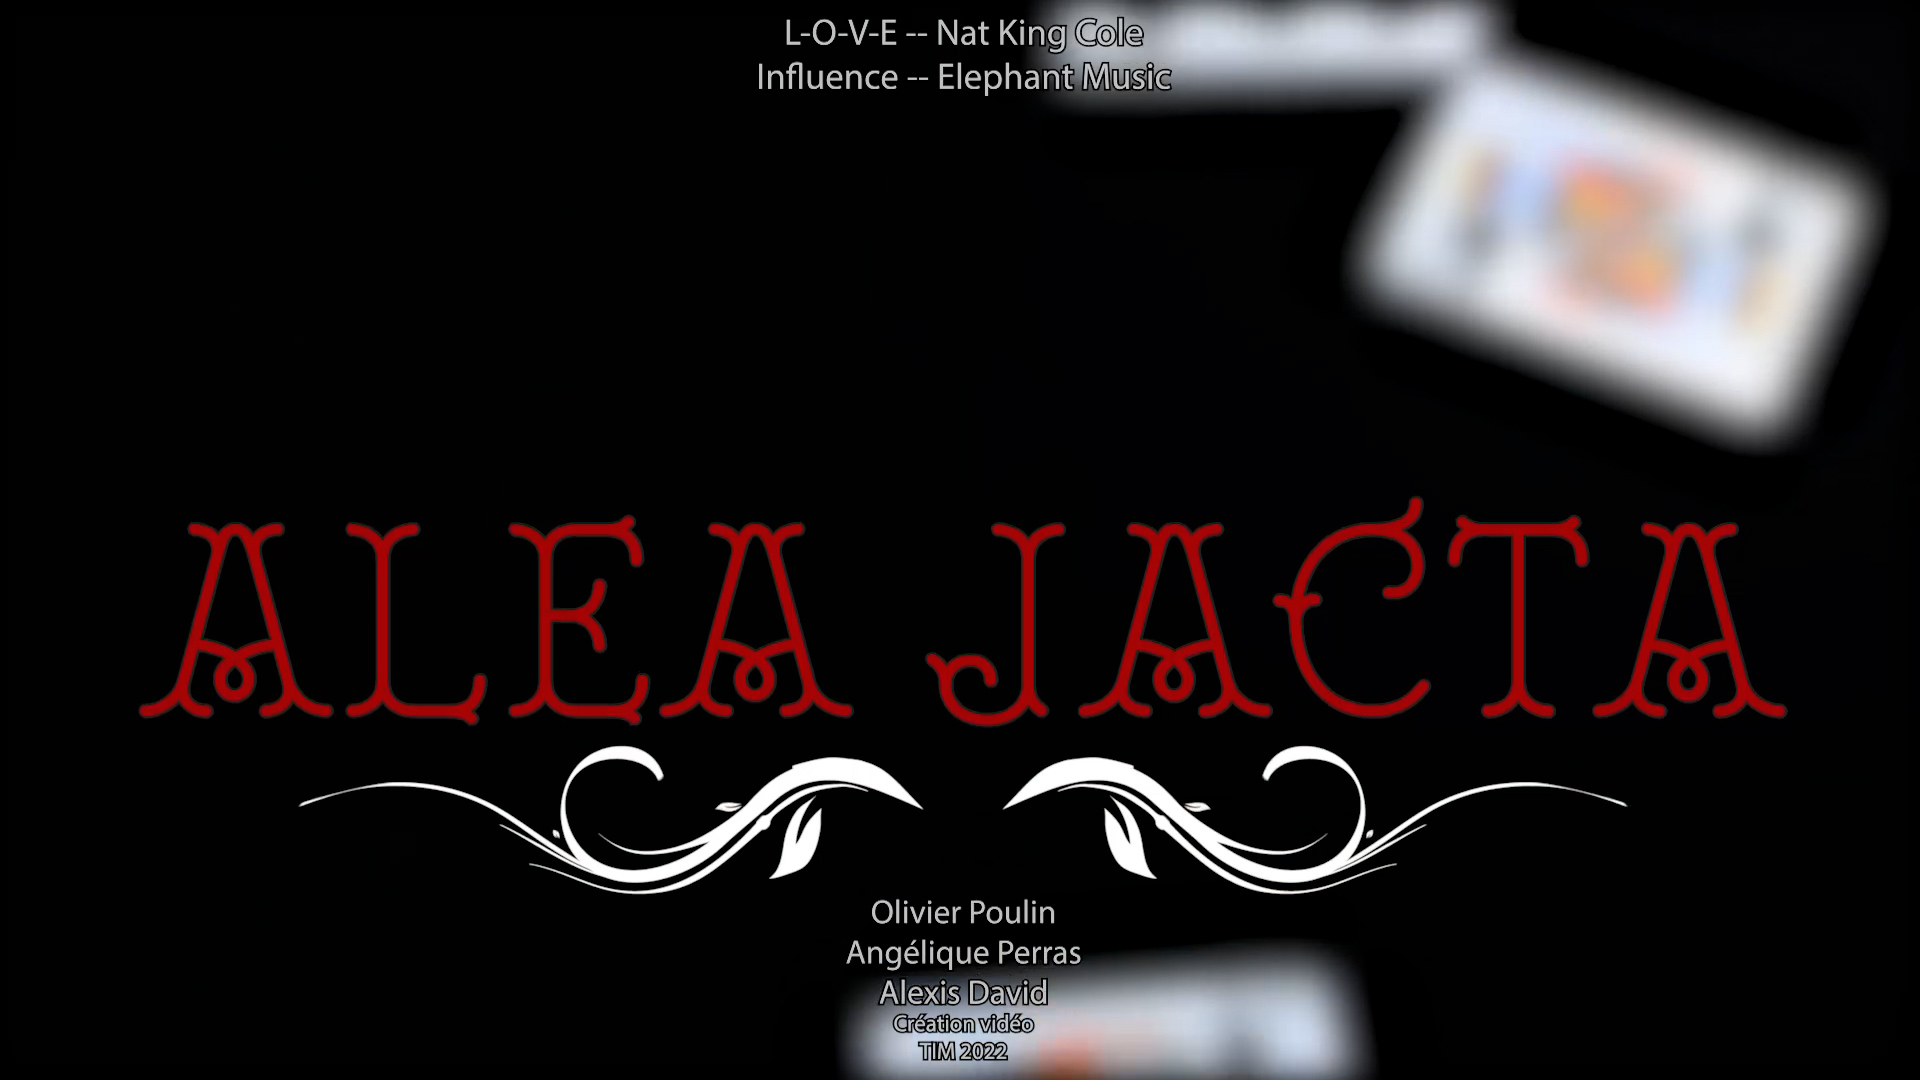 L-O-V-E -- Nat King Cole
Influence -- Elephant Music
ALEA JACTA
Olivier Poulin
Angélique Perras
Alexis David
Création vidéo
TIM 2022